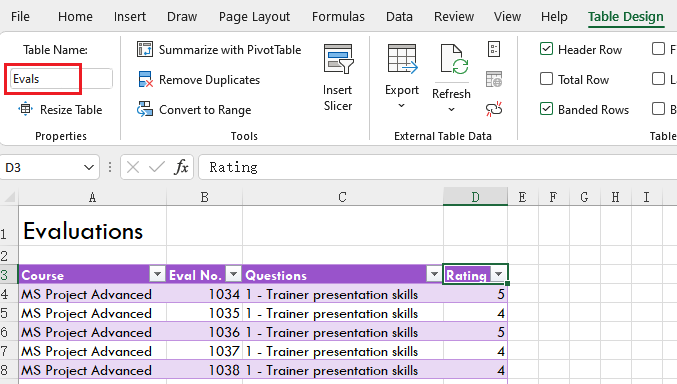 File Home Insert Draw Page Layout Formulas Data Review View Help Table Design
Table Name:
Evals
Resize Table
Properties
Summarize with PivotTable
Remove Duplicates
Convert to Range
Tools
Insert
Slicer
Export
Refresh
External Table Data
Header Row
Total Row
Banded Rows
F
Table
D3 fx Rating
A B C D E F G H I
1 Evaluations
2
3 Course Eval No. Questions Rating
4 MS Project Advanced 1034 1 - Trainer presentation skills 5
5 MS Project Advanced 1035 1 - Trainer presentation skills 4
6 MS Project Advanced 1036 1 - Trainer presentation skills 5
7 MS Project Advanced 1037 1 - Trainer presentation skills 4
8 MS Project Advanced 1038 1 - Trainer presentation skills 4